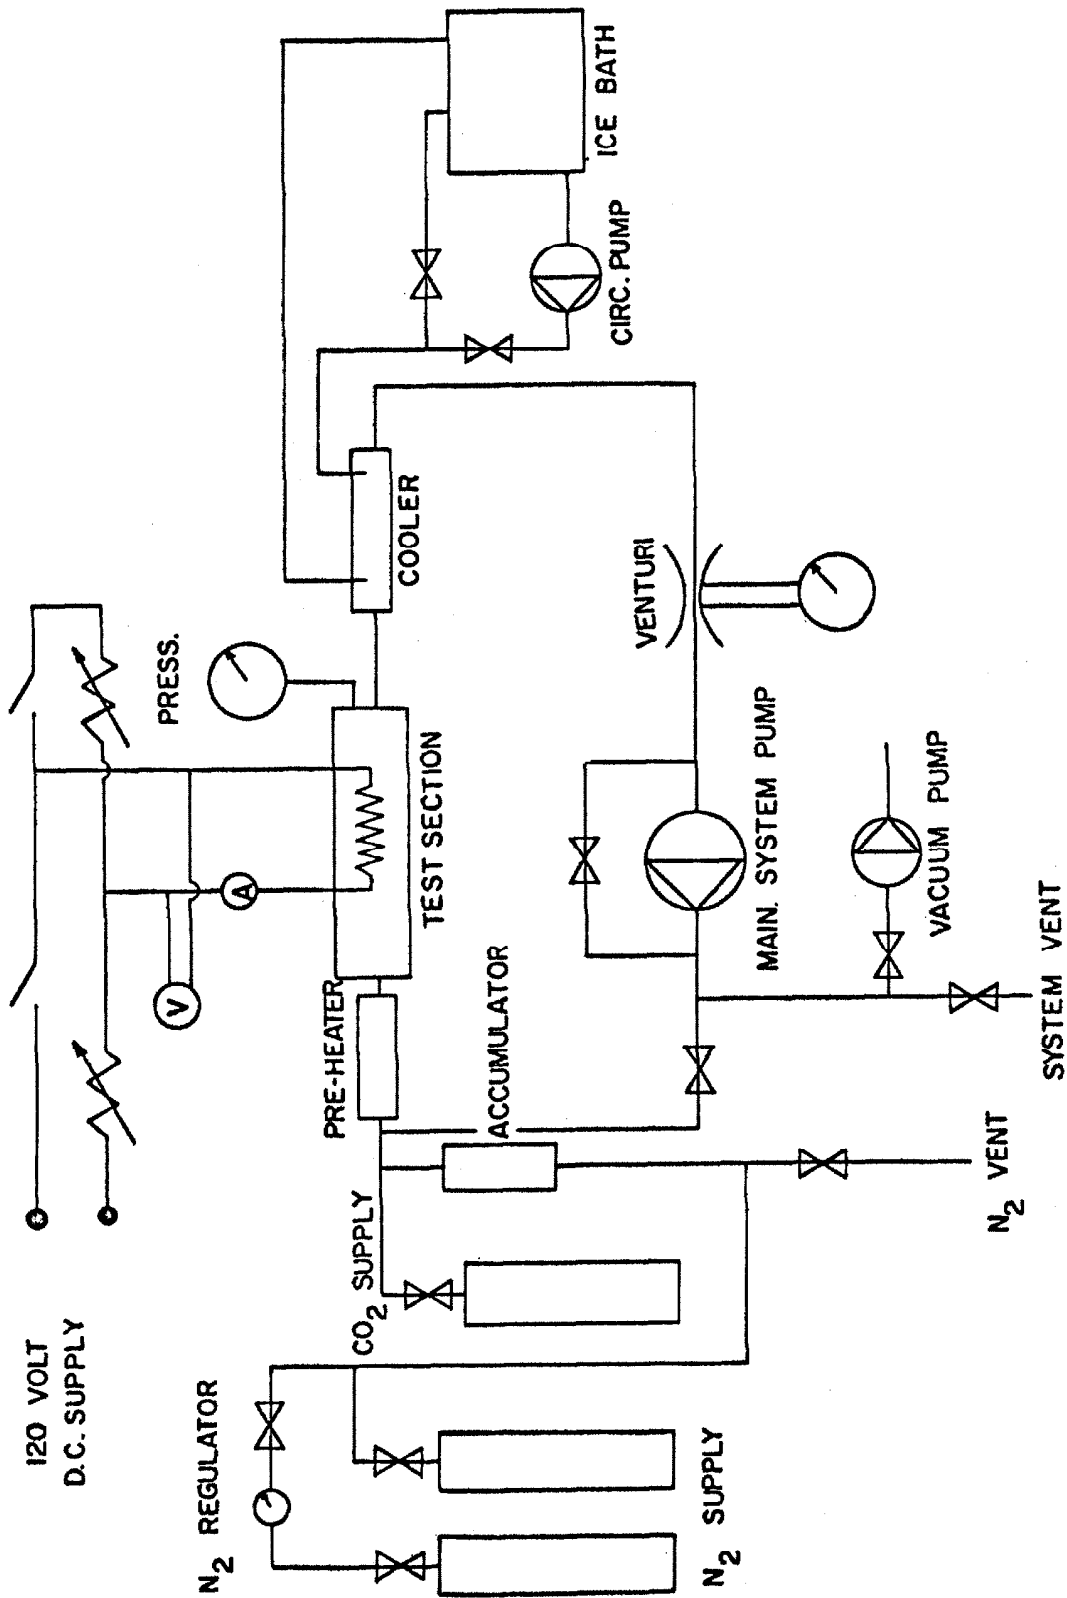 120 VOLT
D.C. SUPPLY
N2 REGULATOR
N2 SUPPLY
CO2 SUPPLY
N2 VENT
PRE-HEATER
ACCUMULATOR
V
A
TEST SECTION
PRESS.
COOLER
SYSTEM VENT
VACUUM PUMP
MAIN. SYSTEM PUMP
VENTURI
CIRC. PUMP
ICE BATH